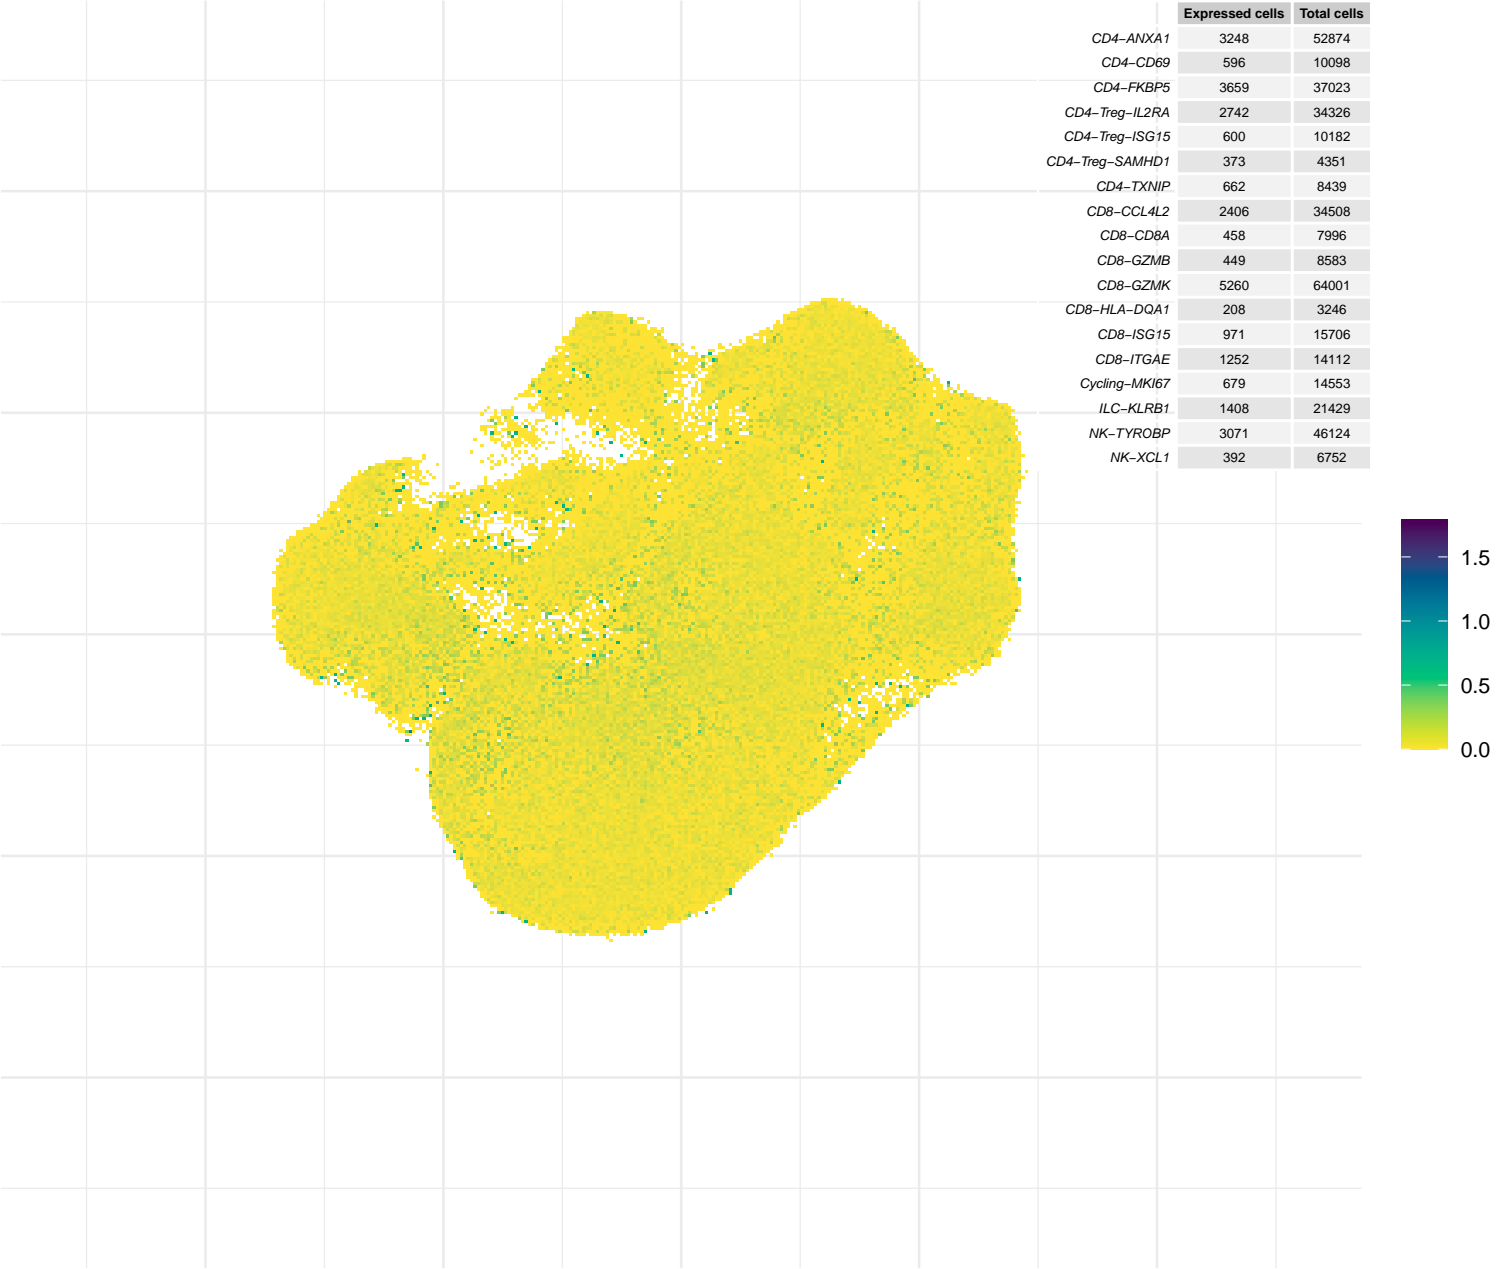 Expressed cells Total cells
CD4−ANXA1 3248 52874
CD4−CD69 596 10098
CD4−FKBP5 3659 37023
CD4−Treg−IL2RA 2742 34326
CD4−Treg−ISG15 600 10182
CD4−Treg−SAMHD1 373 4351
CD4−TXNIP 662 8439
CD8−CCL4L2 2406 34508
CD8−CD8A 458 7996
CD8−GZMB 449 8583
CD8−GZMK 5260 64001
CD8−HLA−DQA1 208 3246
CD8−ISG15 971 15706
CD8−ITGAE 1252 14112
Cycling−MKI67 679 14553
ILC−KLRB1 1408 21429
NK−TYROBP 3071 46124
NK−XCL1 392 6752
1.5
1.0
0.5
0.0